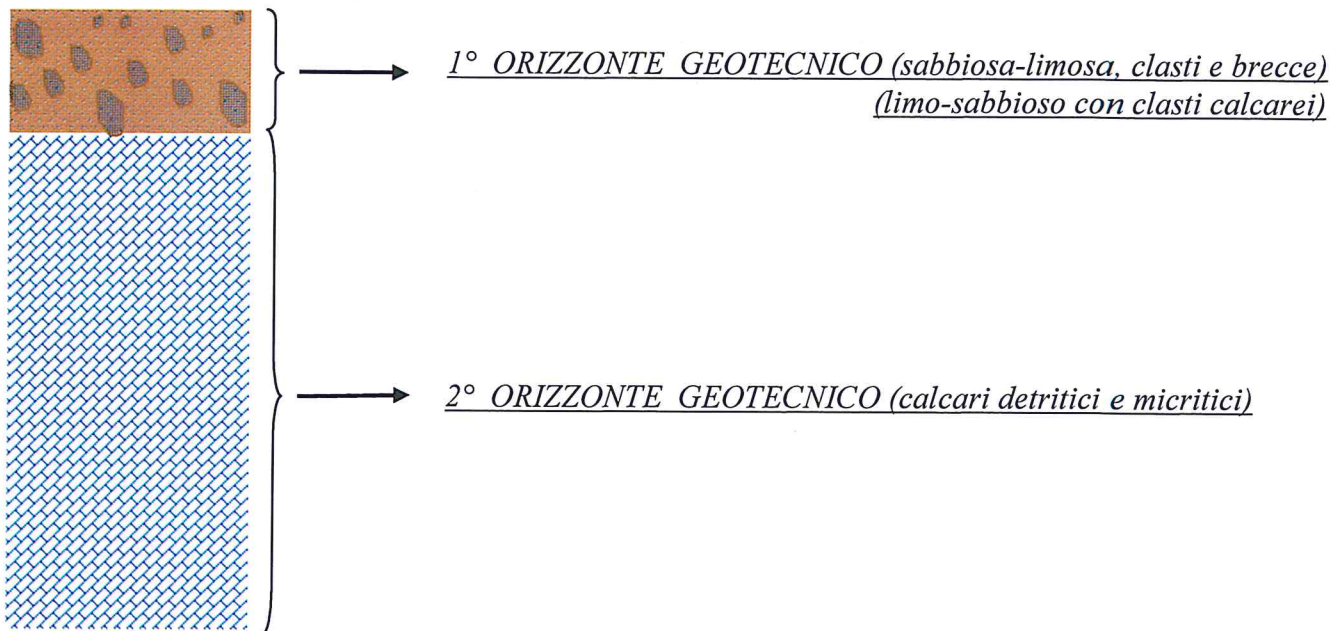 1° ORIZZONTE GEOTECNICO (sabbiosa-limosa, clasti e brecce)
(limo-sabbioso con clasti calcarei)
2° ORIZZONTE GEOTECNICO (calcari detritici e micritici)